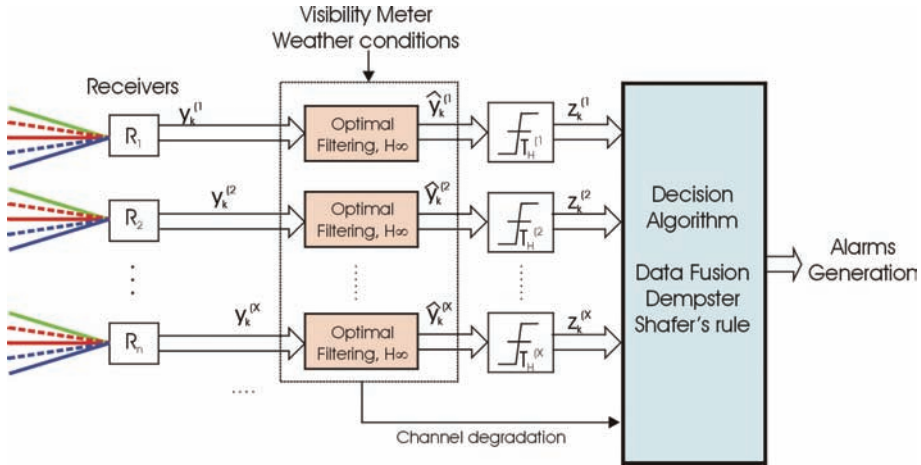 Visibility Meter
Weather conditions
Receivers
R1 yk(1 Optimal Filtering, H∞ ŷk(1 TH(1 zk(1
R2 yk(2 Optimal Filtering, H∞ ŷk(2 TH(2 zk(2
Rn yk(X Optimal Filtering, H∞ ŷk(X TH(X zk(X
Decision
Algorithm
Data Fusion
Dempster
Shafer's rule
Alarms
Generation
Channel degradation